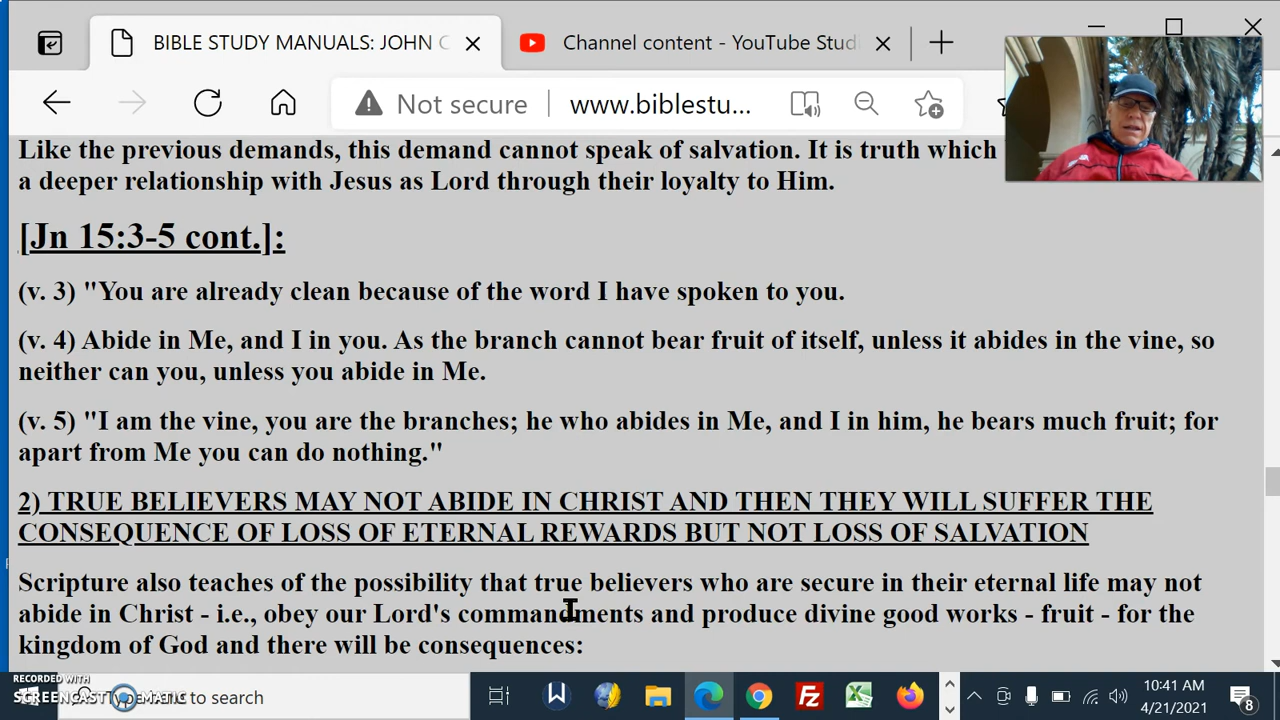 BIBLE STUDY MANUALS: JOHN C
Channel content - YouTube Stud
Not secure
www.biblestu...
Like the previous demands, this demand cannot speak of salvation. It is truth which
a deeper relationship with Jesus as Lord through their loyalty to Him.
[Jn 15:3-5 cont.]:
(v. 3) "You are already clean because of the word I have spoken to you.
(v. 4) Abide in Me, and I in you. As the branch cannot bear fruit of itself, unless it abides in the vine, so
neither can you, unless you abide in Me.
(v. 5) "I am the vine, you are the branches; he who abides in Me, and I in him, he bears much fruit; for
apart from Me you can do nothing."
2) TRUE BELIEVERS MAY NOT ABIDE IN CHRIST AND THEN THEY WILL SUFFER THE
CONSEQUENCE OF LOSS OF ETERNAL REWARDS BUT NOT LOSS OF SALVATION
Scripture also teaches of the possibility that true believers who are secure in their eternal life may not
abide in Christ - i.e., obey our Lord's commandments and produce divine good works - fruit - for the
kingdom of God and there will be consequences:
RECORDED WITH
SCREENCAST MATIC
to search
W
FZ
10:41 AM
4/21/2021
8